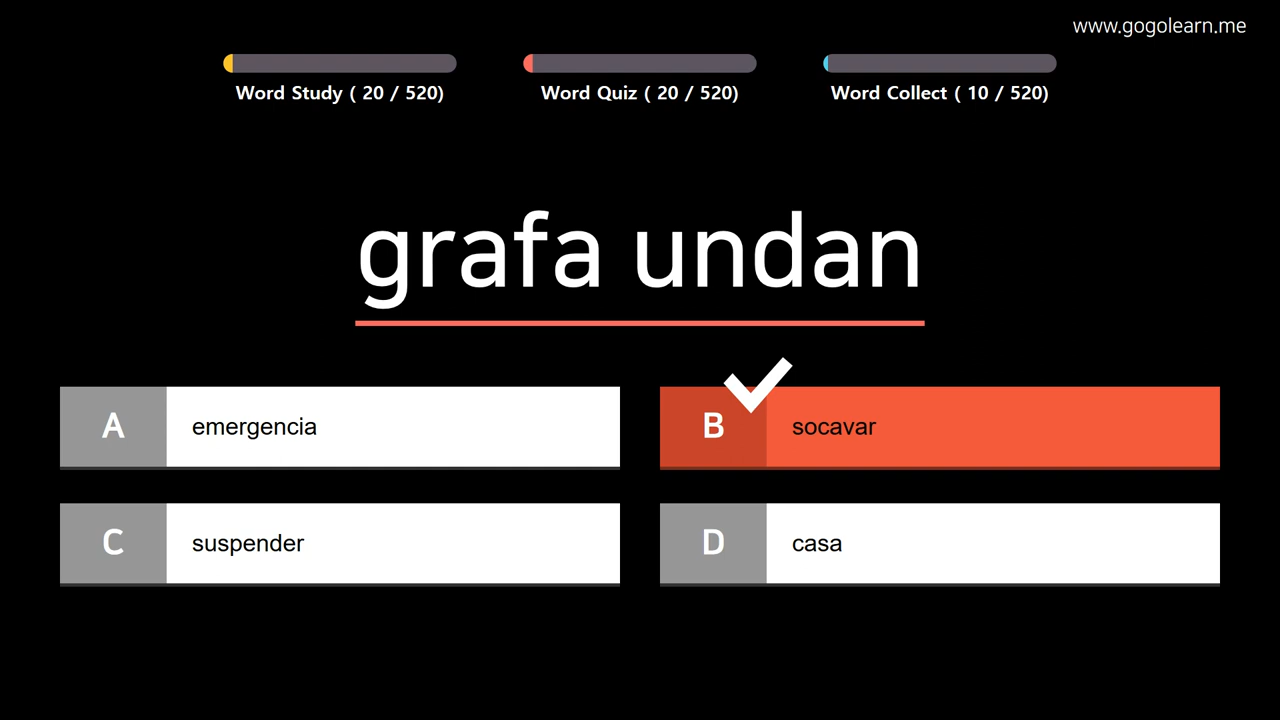 www.gogolearn.me
Word Study ( 20 / 520)
Word Quiz ( 20 / 520)
Word Collect ( 10 / 520)
grafa undan
A emergencia
B socavar
C suspender
D casa